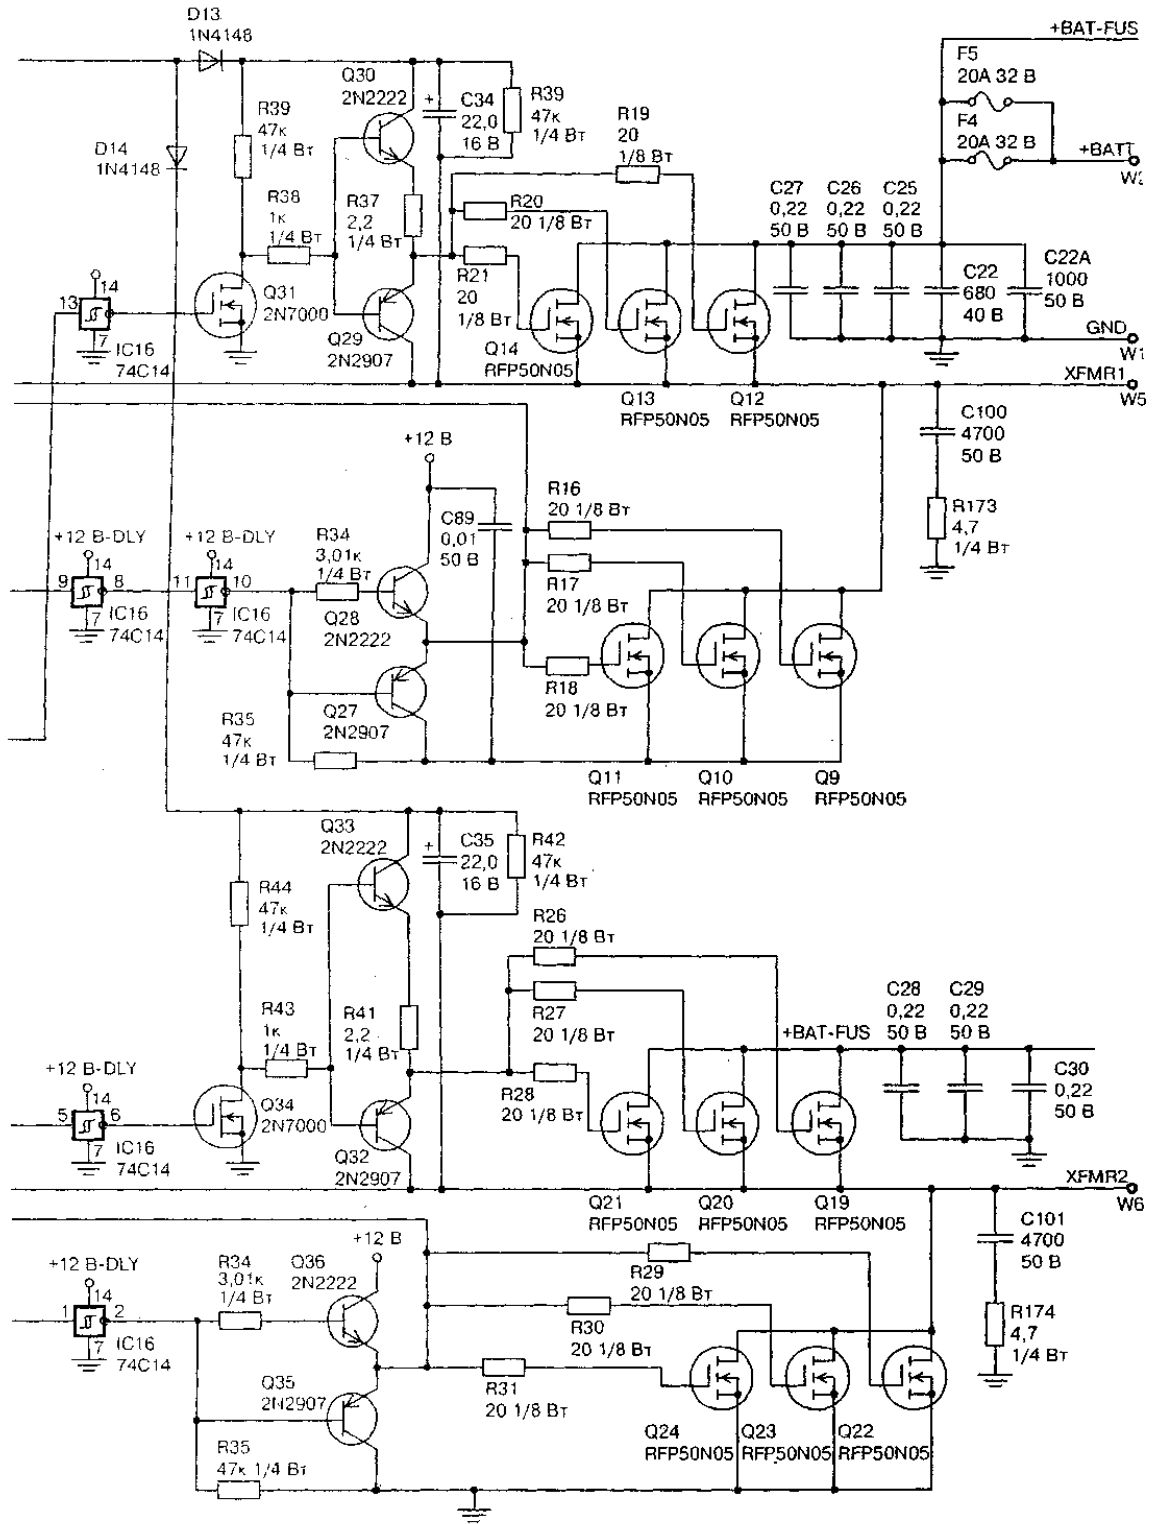 D13
1N4148
+BAT-FUS
F5
20A 32 В
F4
20A 32 В
+BATT
Q30
2N2222
R39
47к
1/4 Вт
+
C34
22,0
16 В
R39
47к
1/4 Вт
R19
20
1/8 Вт
D14
1N4148
R38
1к
1/4 Вт
R37
2,2
1/4 Вт
R20
20 1/8 Вт
C27
0,22
50 В
C26
0,22
50 В
C25
0,22
50 В
R21
20
1/8 Вт
C22
680
40 В
C22A
1000
50 В
14
13
7
IC16
74C14
Q31
2N7000
Q29
2N2907
Q14
RFP50N05
GND
XFMR1
W5
Q13
RFP50N05
Q12
RFP50N05
C100
4700
50 В
+12 В
R16
20 1/8 Вт
C89
0,01
50 В
R173
4,7
1/4 Вт
+12 В-DLY
14
9
8
7
IC16
74C14
+12 В-DLY
14
11
10
7
IC16
74C14
R34
3,01к
1/4 Вт
Q28
2N2222
R17
20 1/8 Вт
R18
20 1/8 Вт
Q27
2N2907
R35
47к
1/4 Вт
Q11
RFP50N05
Q10
RFP50N05
Q9
RFP50N05
Q33
2N2222
+
C35
22,0
16 В
R42
47к
1/4 Вт
R44
47к
1/4 Вт
R26
20 1/8 Вт
R43
1к
1/4 Вт
R41
2,2
1/4 Вт
R27
20 1/8 Вт
+BAT-FUS
C28
0,22
50 В
C29
0,22
50 В
C30
0,22
50 В
R28
20 1/8 Вт
+12 В-DLY
14
5
6
7
IC16
74C14
Q34
2N7000
Q32
2N2907
Q21
RFP50N05
Q20
RFP50N05
Q19
RFP50N05
XFMR2
W6
C101
4700
50 В
+12 В
+12 В-DLY
14
1
2
7
IC16
74C14
R34
3,01к
1/4 Вт
Q36
2N2222
R29
20 1/8 Вт
R30
20 1/8 Вт
R174
4,7
1/4 Вт
Q35
2N2907
R31
20 1/8 Вт
Q24
RFP50N05
Q23
RFP50N05
Q22
RFP50N05
R35
47к 1/4 Вт